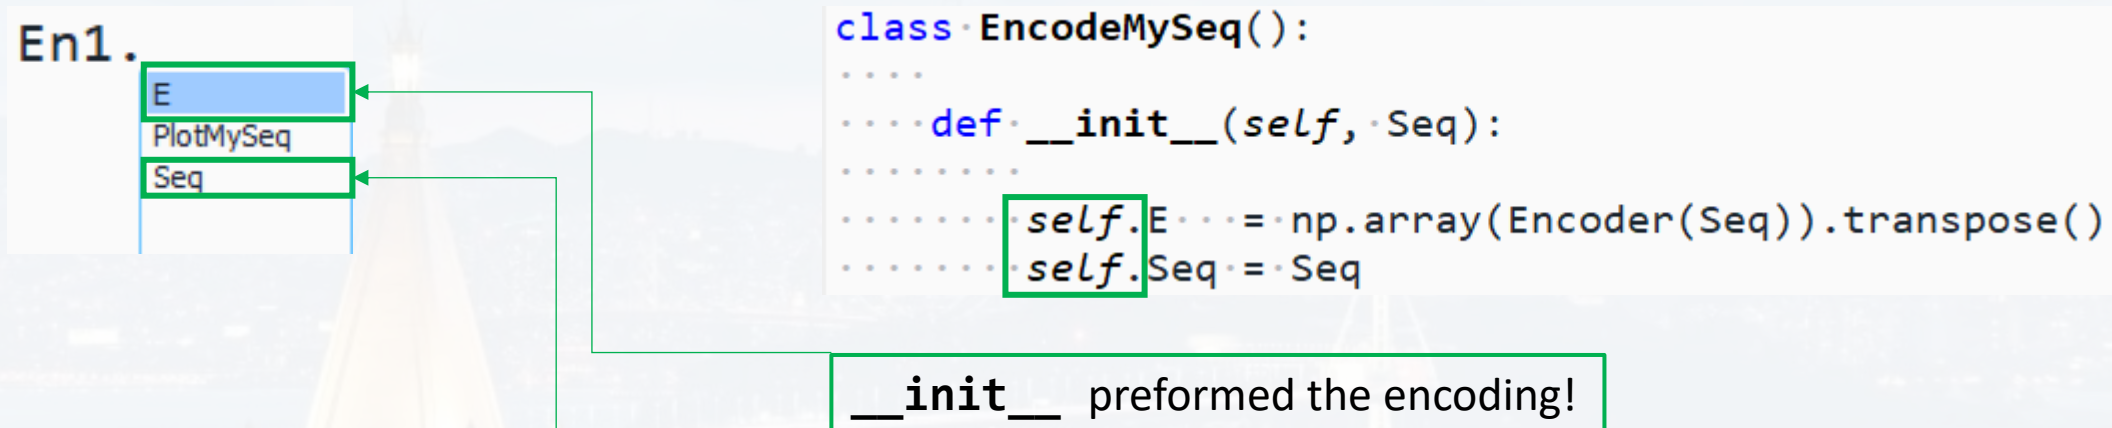 En1.
E
PlotMySeq
Seq
class EncodeMySeq():
def __init__(self, Seq):
self.E = np.array(Encoder(Seq)).transpose()
self.Seq = Seq
__init__ preformed the encoding!